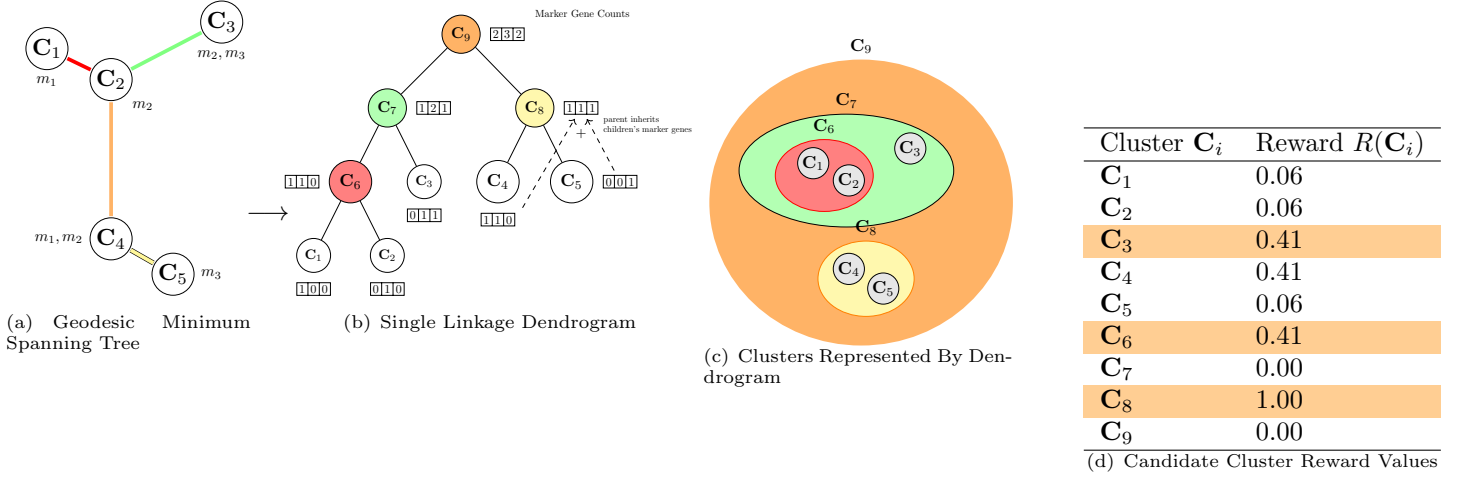 C₁
m₁
C₂
m₂
C₃
m₂, m₃
m₁, m₂
C₄
C₅
m₃
(a) Geodesic Minimum
Spanning Tree
Marker Gene Counts
C₉
2 3 2
C₇
1 2 1
C₈
1 1 1
parent inherits
children's marker genes
+
C₆
1 1 0
C₃
0 1 1
C₄
1 1 0
C₅
0 0 1
C₁
1 0 0
C₂
0 1 0
(b) Single Linkage Dendrogram
C₉
C₇
C₆
C₃
C₁
C₂
C₈
C₄
C₅
(c) Clusters Represented By Den-
drogram
Cluster Cᵢ Reward R(Cᵢ)
C₁ 0.06
C₂ 0.06
C₃ 0.41
C₄ 0.41
C₅ 0.06
C₆ 0.41
C₇ 0.00
C₈ 1.00
C₉ 0.00
(d) Candidate Cluster Reward Values